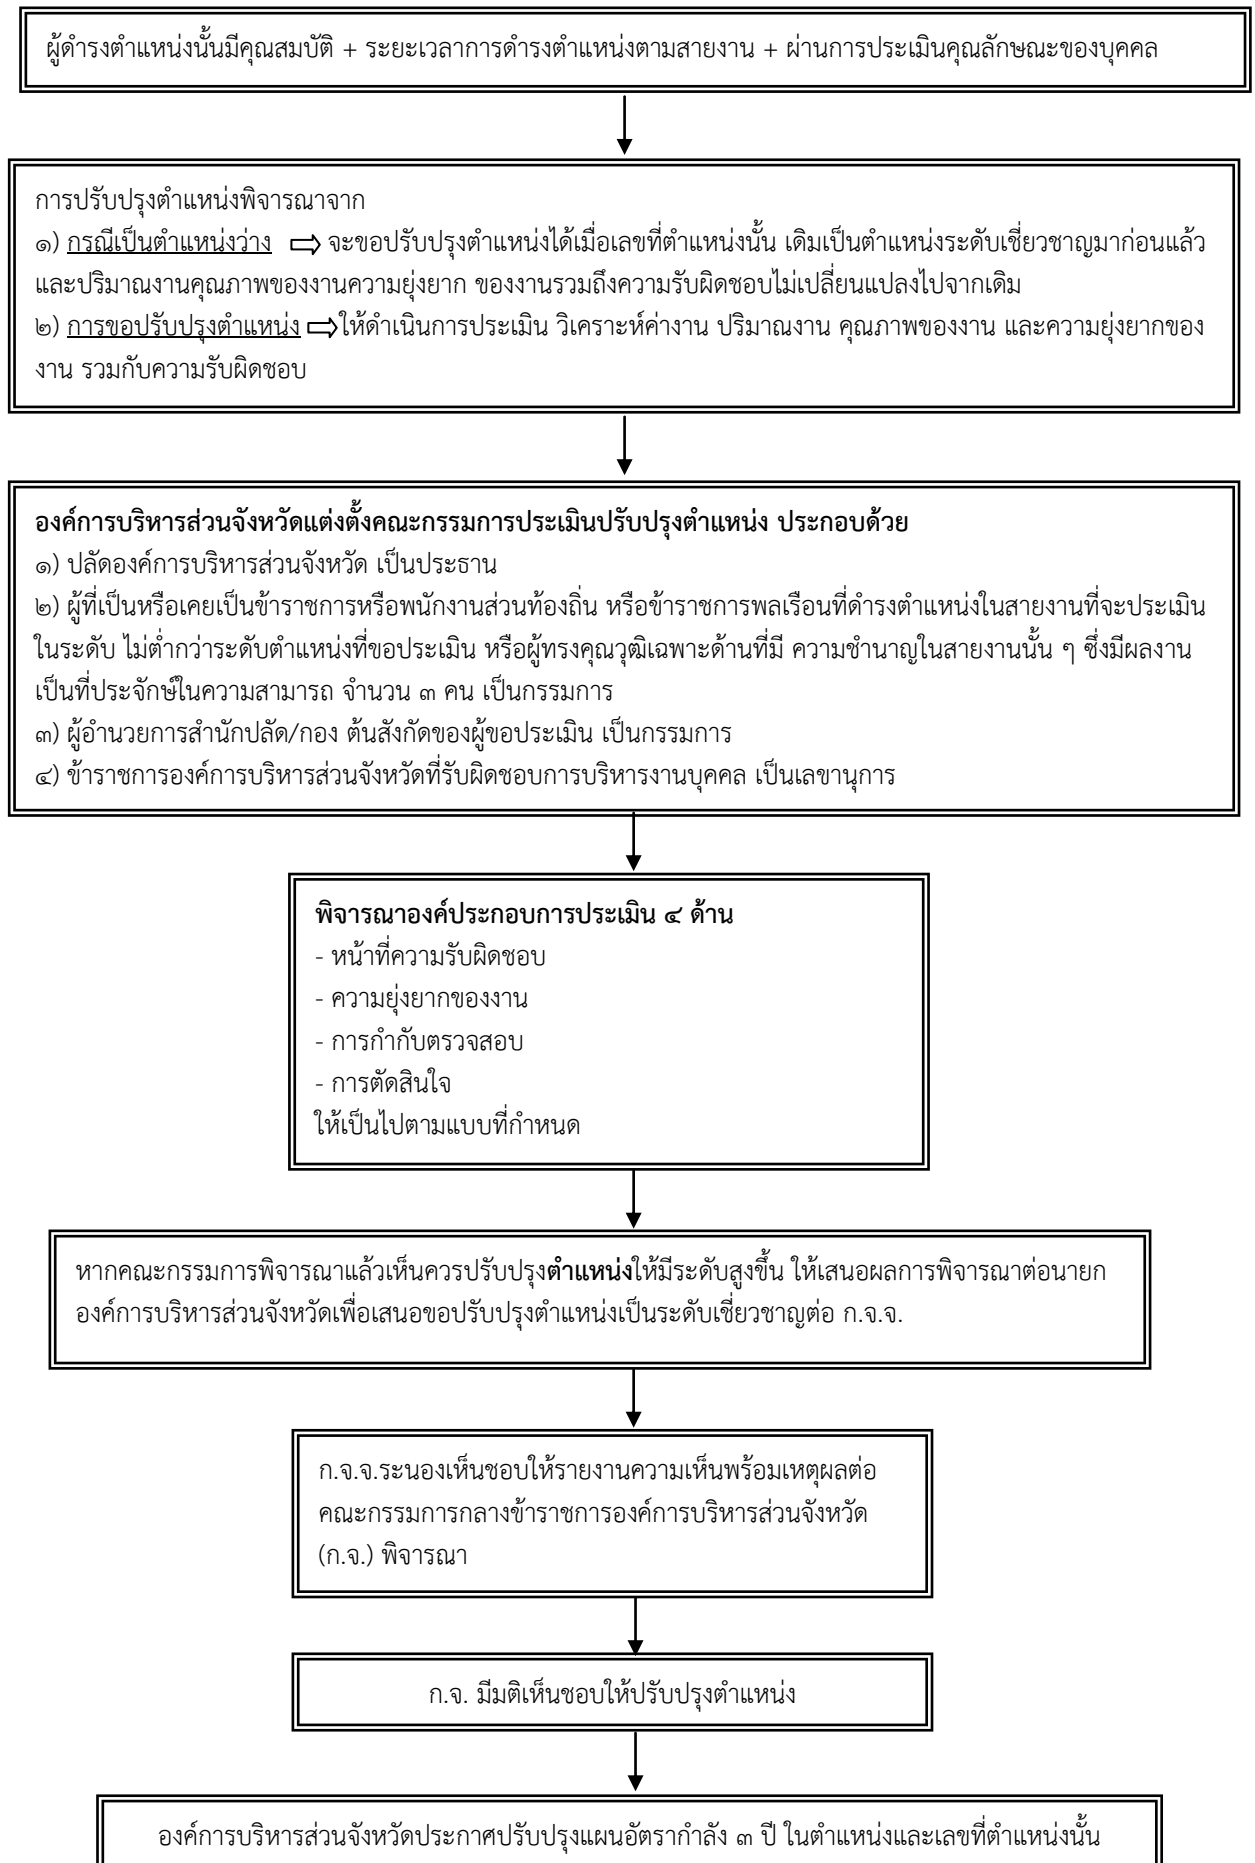 ผู้ดำรงตำแหน่งนั้นมีคุณสมบัติ + ระยะเวลาการดำรงตำแหน่งตามสายงาน + ผ่านการประเมินคุณลักษณะของบุคคล
การปรับปรุงตำแหน่งพิจารณาจาก
๑) กรณีเป็นตำแหน่งว่าง ⇨ จะขอปรับปรุงตำแหน่งได้เมื่อเลขที่ตำแหน่งนั้น เดิมเป็นตำแหน่งระดับเชี่ยวชาญมาก่อนแล้ว
และปริมาณงานคุณภาพของงานความยุ่งยาก ของงานรวมถึงความรับผิดชอบไม่เปลี่ยนแปลงไปจากเดิม
๒) การขอปรับปรุงตำแหน่ง ⇨ให้ดำเนินการประเมิน วิเคราะห์ค่างาน ปริมาณงาน คุณภาพของงาน และความยุ่งยากของ
งาน รวมกับความรับผิดชอบ
องค์การบริหารส่วนจังหวัดแต่งตั้งคณะกรรมการประเมินปรับปรุงตำแหน่ง ประกอบด้วย
๑) ปลัดองค์การบริหารส่วนจังหวัด เป็นประธาน
๒) ผู้ที่เป็นหรือเคยเป็นข้าราชการหรือพนักงานส่วนท้องถิ่น หรือข้าราชการพลเรือนที่ดำรงตำแหน่งในสายงานที่จะประเมิน
ในระดับ ไม่ต่ำกว่าระดับตำแหน่งที่ขอประเมิน หรือผู้ทรงคุณวุฒิเฉพาะด้านที่มี ความชำนาญในสายงานนั้น ๆ ซึ่งมีผลงาน
เป็นที่ประจักษ์ในความสามารถ จำนวน ๓ คน เป็นกรรมการ
๓) ผู้อำนวยการสำนักปลัด/กอง ต้นสังกัดของผู้ขอประเมิน เป็นกรรมการ
๔) ข้าราชการองค์การบริหารส่วนจังหวัดที่รับผิดชอบการบริหารงานบุคคล เป็นเลขานุการ
พิจารณาองค์ประกอบการประเมิน ๔ ด้าน
- หน้าที่ความรับผิดชอบ
- ความยุ่งยากของงาน
- การกำกับตรวจสอบ
- การตัดสินใจ
ให้เป็นไปตามแบบที่กำหนด
หากคณะกรรมการพิจารณาแล้วเห็นควรปรับปรุงตำแหน่งให้มีระดับสูงขึ้น ให้เสนอผลการพิจารณาต่อนายก
องค์การบริหารส่วนจังหวัดเพื่อเสนอขอปรับปรุงตำแหน่งเป็นระดับเชี่ยวชาญต่อ ก.จ.จ.
ก.จ.จ.ระนองเห็นชอบให้รายงานความเห็นพร้อมเหตุผลต่อ
คณะกรรมการกลางข้าราชการองค์การบริหารส่วนจังหวัด
(ก.จ.) พิจารณา
ก.จ. มีมติเห็นชอบให้ปรับปรุงตำแหน่ง
องค์การบริหารส่วนจังหวัดประกาศปรับปรุงแผนอัตรากำลัง ๓ ปี ในตำแหน่งและเลขที่ตำแหน่งนั้น